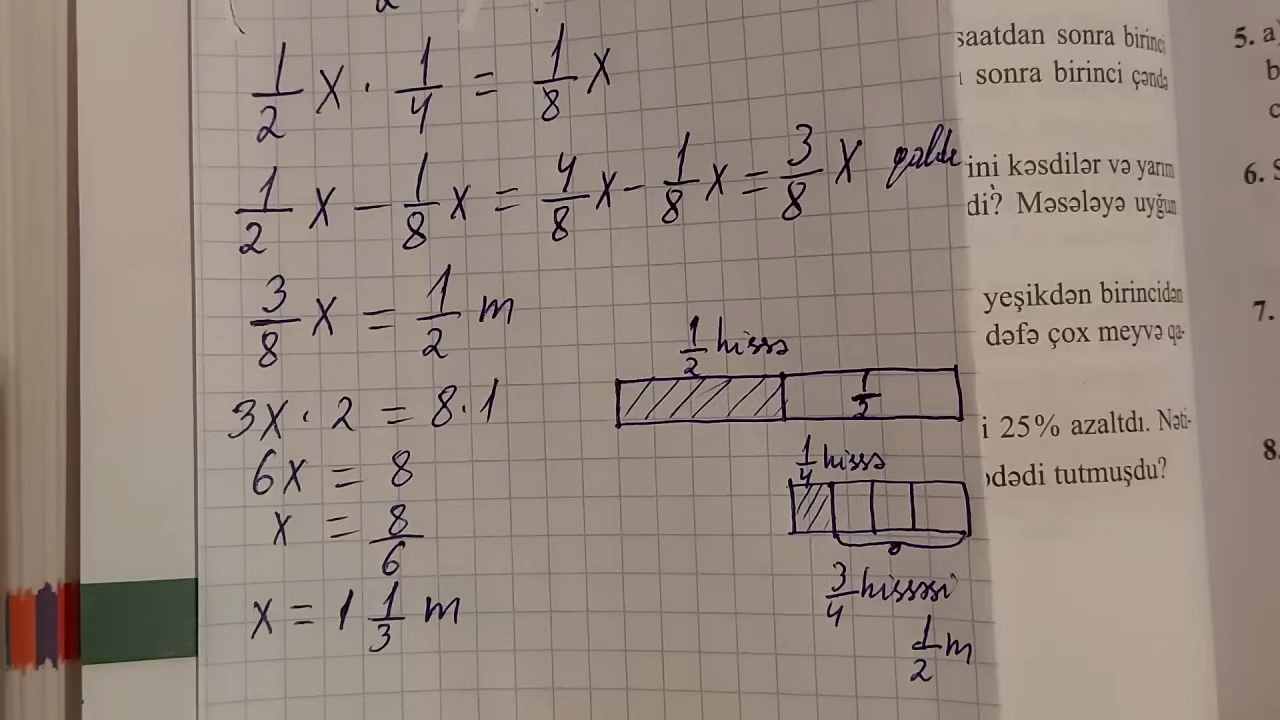 1/2 x · 1/4 = 1/8 x
1/2 x − 1/8 x = 4/8 x − 1/8 x = 3/8 x qaldı
3/8 x = 1/2 m
3x · 2 = 8 · 1
6x = 8
x = 8/6
x = 1 1/3 m
1/2 hissə
1/2
1/4 hissə
3/4 hissəsi
1/2 m
saatdan sonra birinci
sonra birinci çəndə
ini kəsdilər və yarım
di? Məsələyə uyğun
yeşikdən birincidən
dəfə çox meyvə qa-
i 25% azaltdı. Nəti-
ədədi tutmuşdu?
5. a)
b
c
6. S
7.
8.